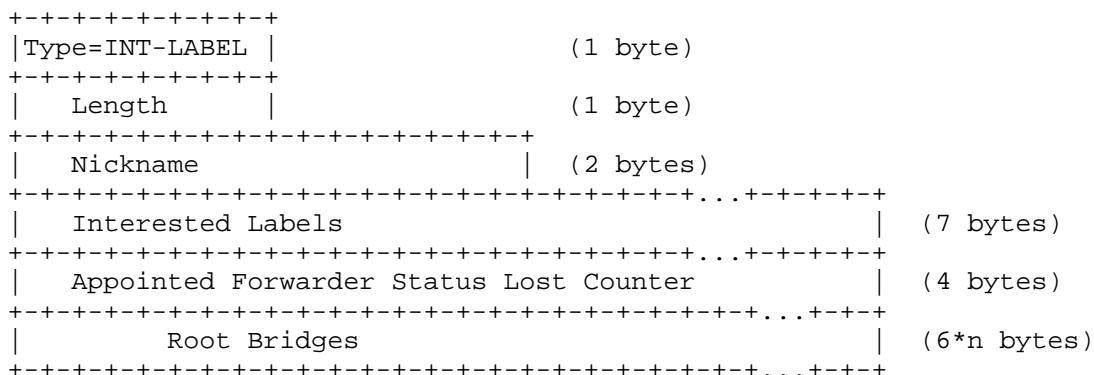 +-+-+-+-+-+-+-+-+
|Type=INT-LABEL | (1 byte)
+-+-+-+-+-+-+-+-+
| Length | (1 byte)
+-+-+-+-+-+-+-+-+-+-+-+-+-+-+-+-+
| Nickname | (2 bytes)
+-+-+-+-+-+-+-+-+-+-+-+-+-+-+-+-+-+-+-+-+-+...+-+-+-+-+
| Interested Labels | (7 bytes)
+-+-+-+-+-+-+-+-+-+-+-+-+-+-+-+-+-+-+-+-+-+...+-+-+-+-+
| Appointed Forwarder Status Lost Counter | (4 bytes)
+-+-+-+-+-+-+-+-+-+-+-+-+-+-+-+-+-+-+-+-+-+-+-+...+-+-+
| Root Bridges | (6*n bytes)
+-+-+-+-+-+-+-+-+-+-+-+-+-+-+-+-+-+-+-+-+-+-+-+...+-+-+